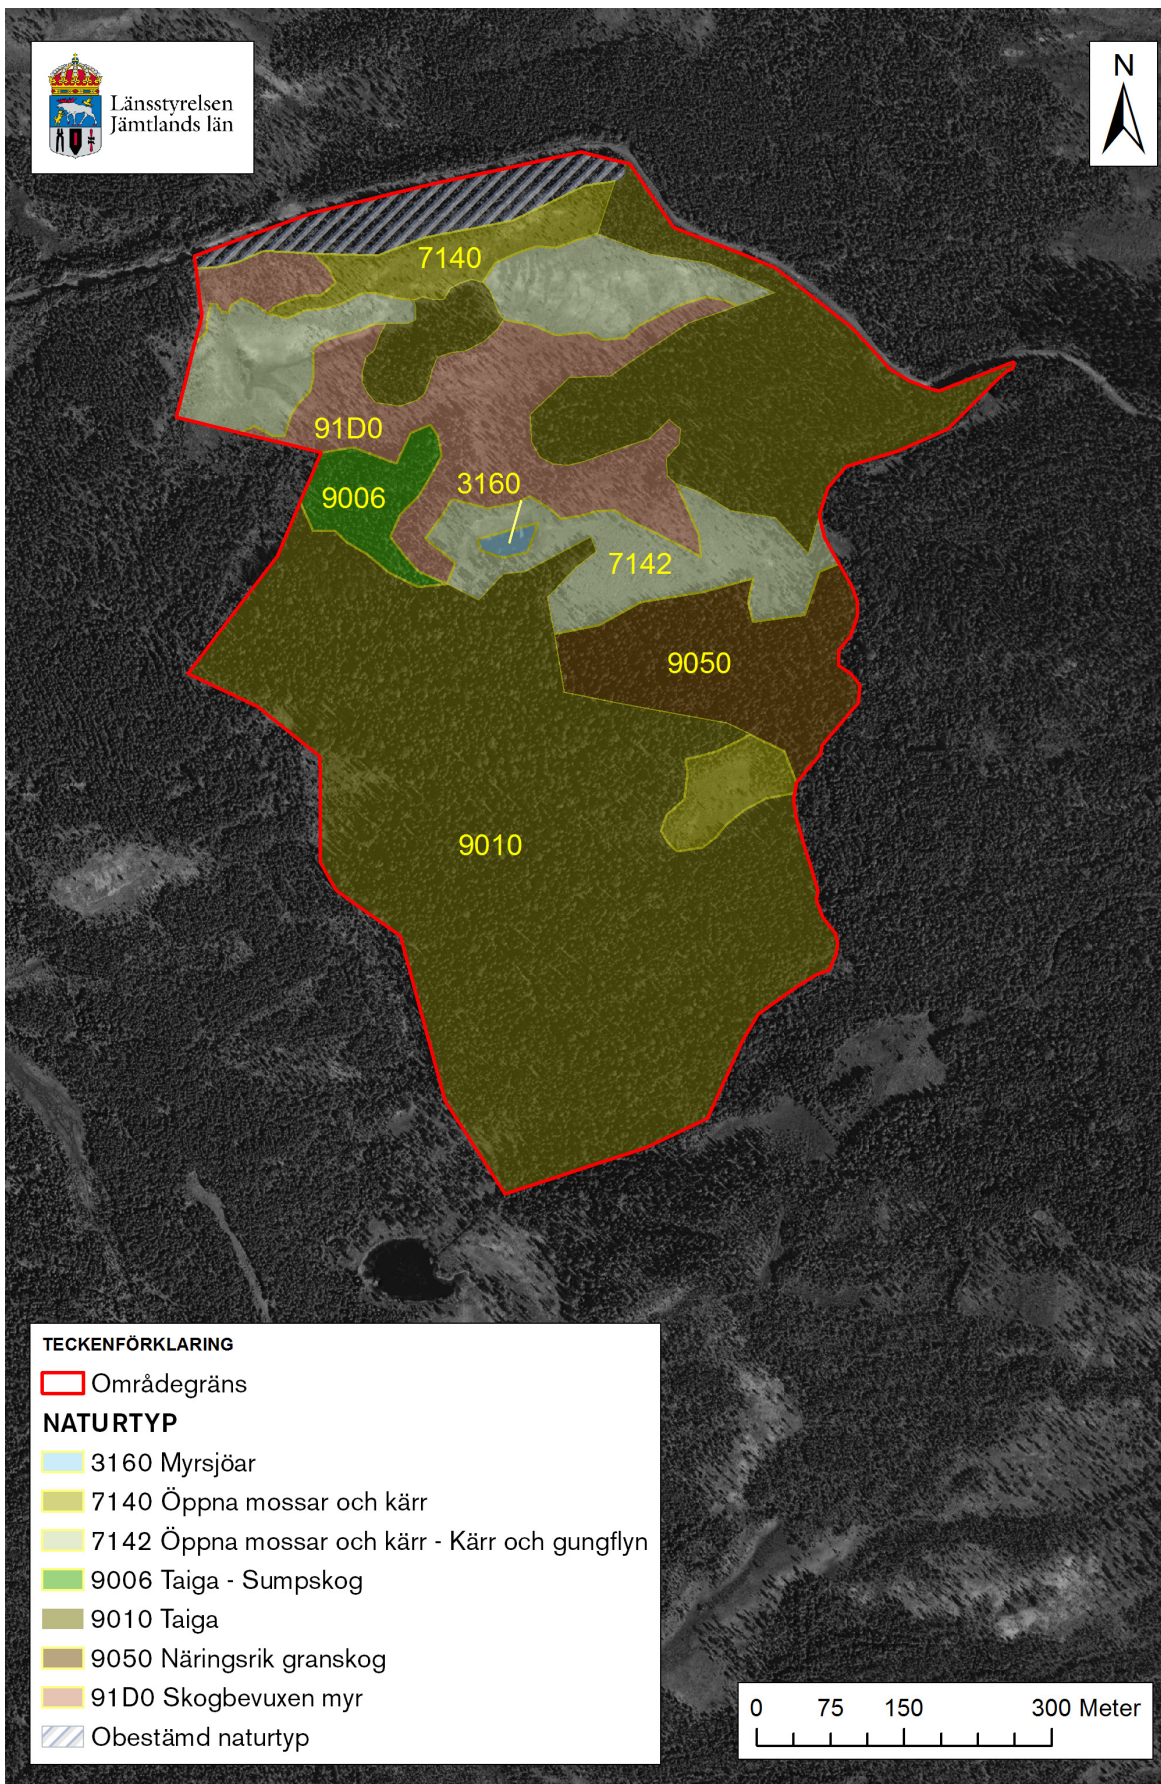 Länsstyrelsen
Jämtlands län
N
7140
91D0
3160
9006
7142
9050
9010
TECKENFÖRKLARING
Områdegräns
NATURTYP
3160 Myrsjöar
7140 Öppna mossar och kärr
7142 Öppna mossar och kärr - Kärr och gungflyn
9006 Taiga - Sumpskog
9010 Taiga
9050 Näringsrik granskog
91D0 Skogbevuxen myr
Obestämd naturtyp
0 75 150 300 Meter